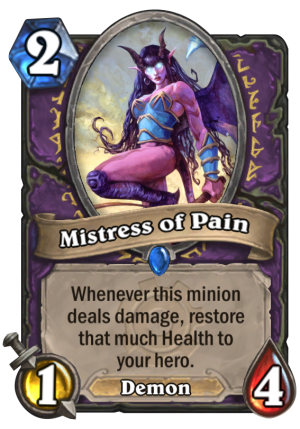 2
Mistress of Pain
Whenever this minion
deals damage, restore
that much Health to
your hero.
1
Demon
4